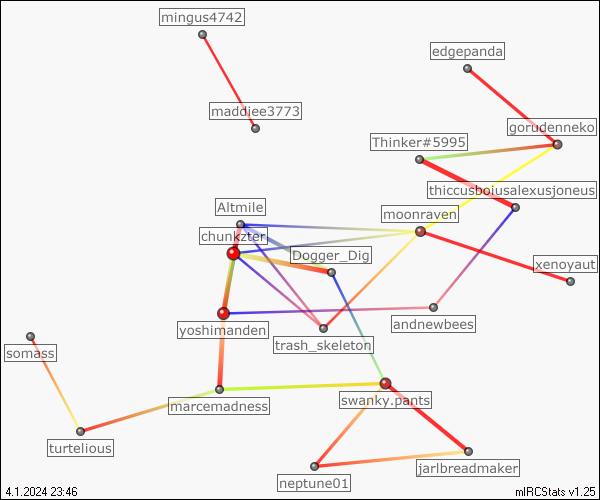 mingus4742
edgepanda
maddiee3773
gorudenneko
Thinker#5995
thiccusboiusalexusjoneus
Altmile
moonraven
chunkzter
Dogger_Dig
xenoyaut
yoshimanden
andnewbees
trash_skeleton
somass
swanky.pants
marcemadness
turtelious
jarlbreadmaker
neptune01
4.1.2024 23:46
mIRCStats v1.25